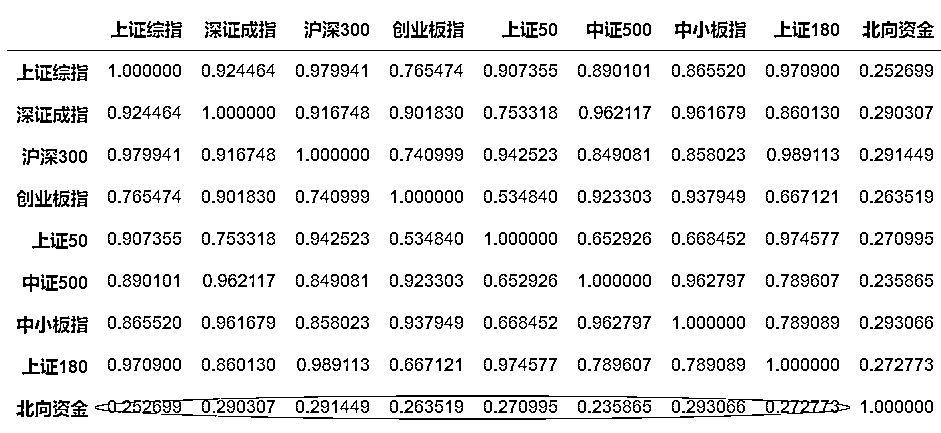 上证综指 深证成指 沪深300 创业板指 上证50 中证500 中小板指 上证180 北向资金
上证综指 1.000000 0.924464 0.979941 0.765474 0.907355 0.890101 0.865520 0.970900 0.252699
深证成指 0.924464 1.000000 0.916748 0.901830 0.753318 0.962117 0.961679 0.860130 0.290307
沪深300 0.979941 0.916748 1.000000 0.740999 0.942523 0.849081 0.858023 0.989113 0.291449
创业板指 0.765474 0.901830 0.740999 1.000000 0.534840 0.923303 0.937949 0.667121 0.263519
上证50 0.907355 0.753318 0.942523 0.534840 1.000000 0.652926 0.668452 0.974577 0.270995
中证500 0.890101 0.962117 0.849081 0.923303 0.652926 1.000000 0.962797 0.789607 0.235865
中小板指 0.865520 0.961679 0.858023 0.937949 0.668452 0.962797 1.000000 0.789089 0.293066
上证180 0.970900 0.860130 0.989113 0.667121 0.974577 0.789607 0.789089 1.000000 0.272773
北向资金 0.252699 0.290307 0.291449 0.263519 0.270995 0.235865 0.293066 0.272773 1.000000